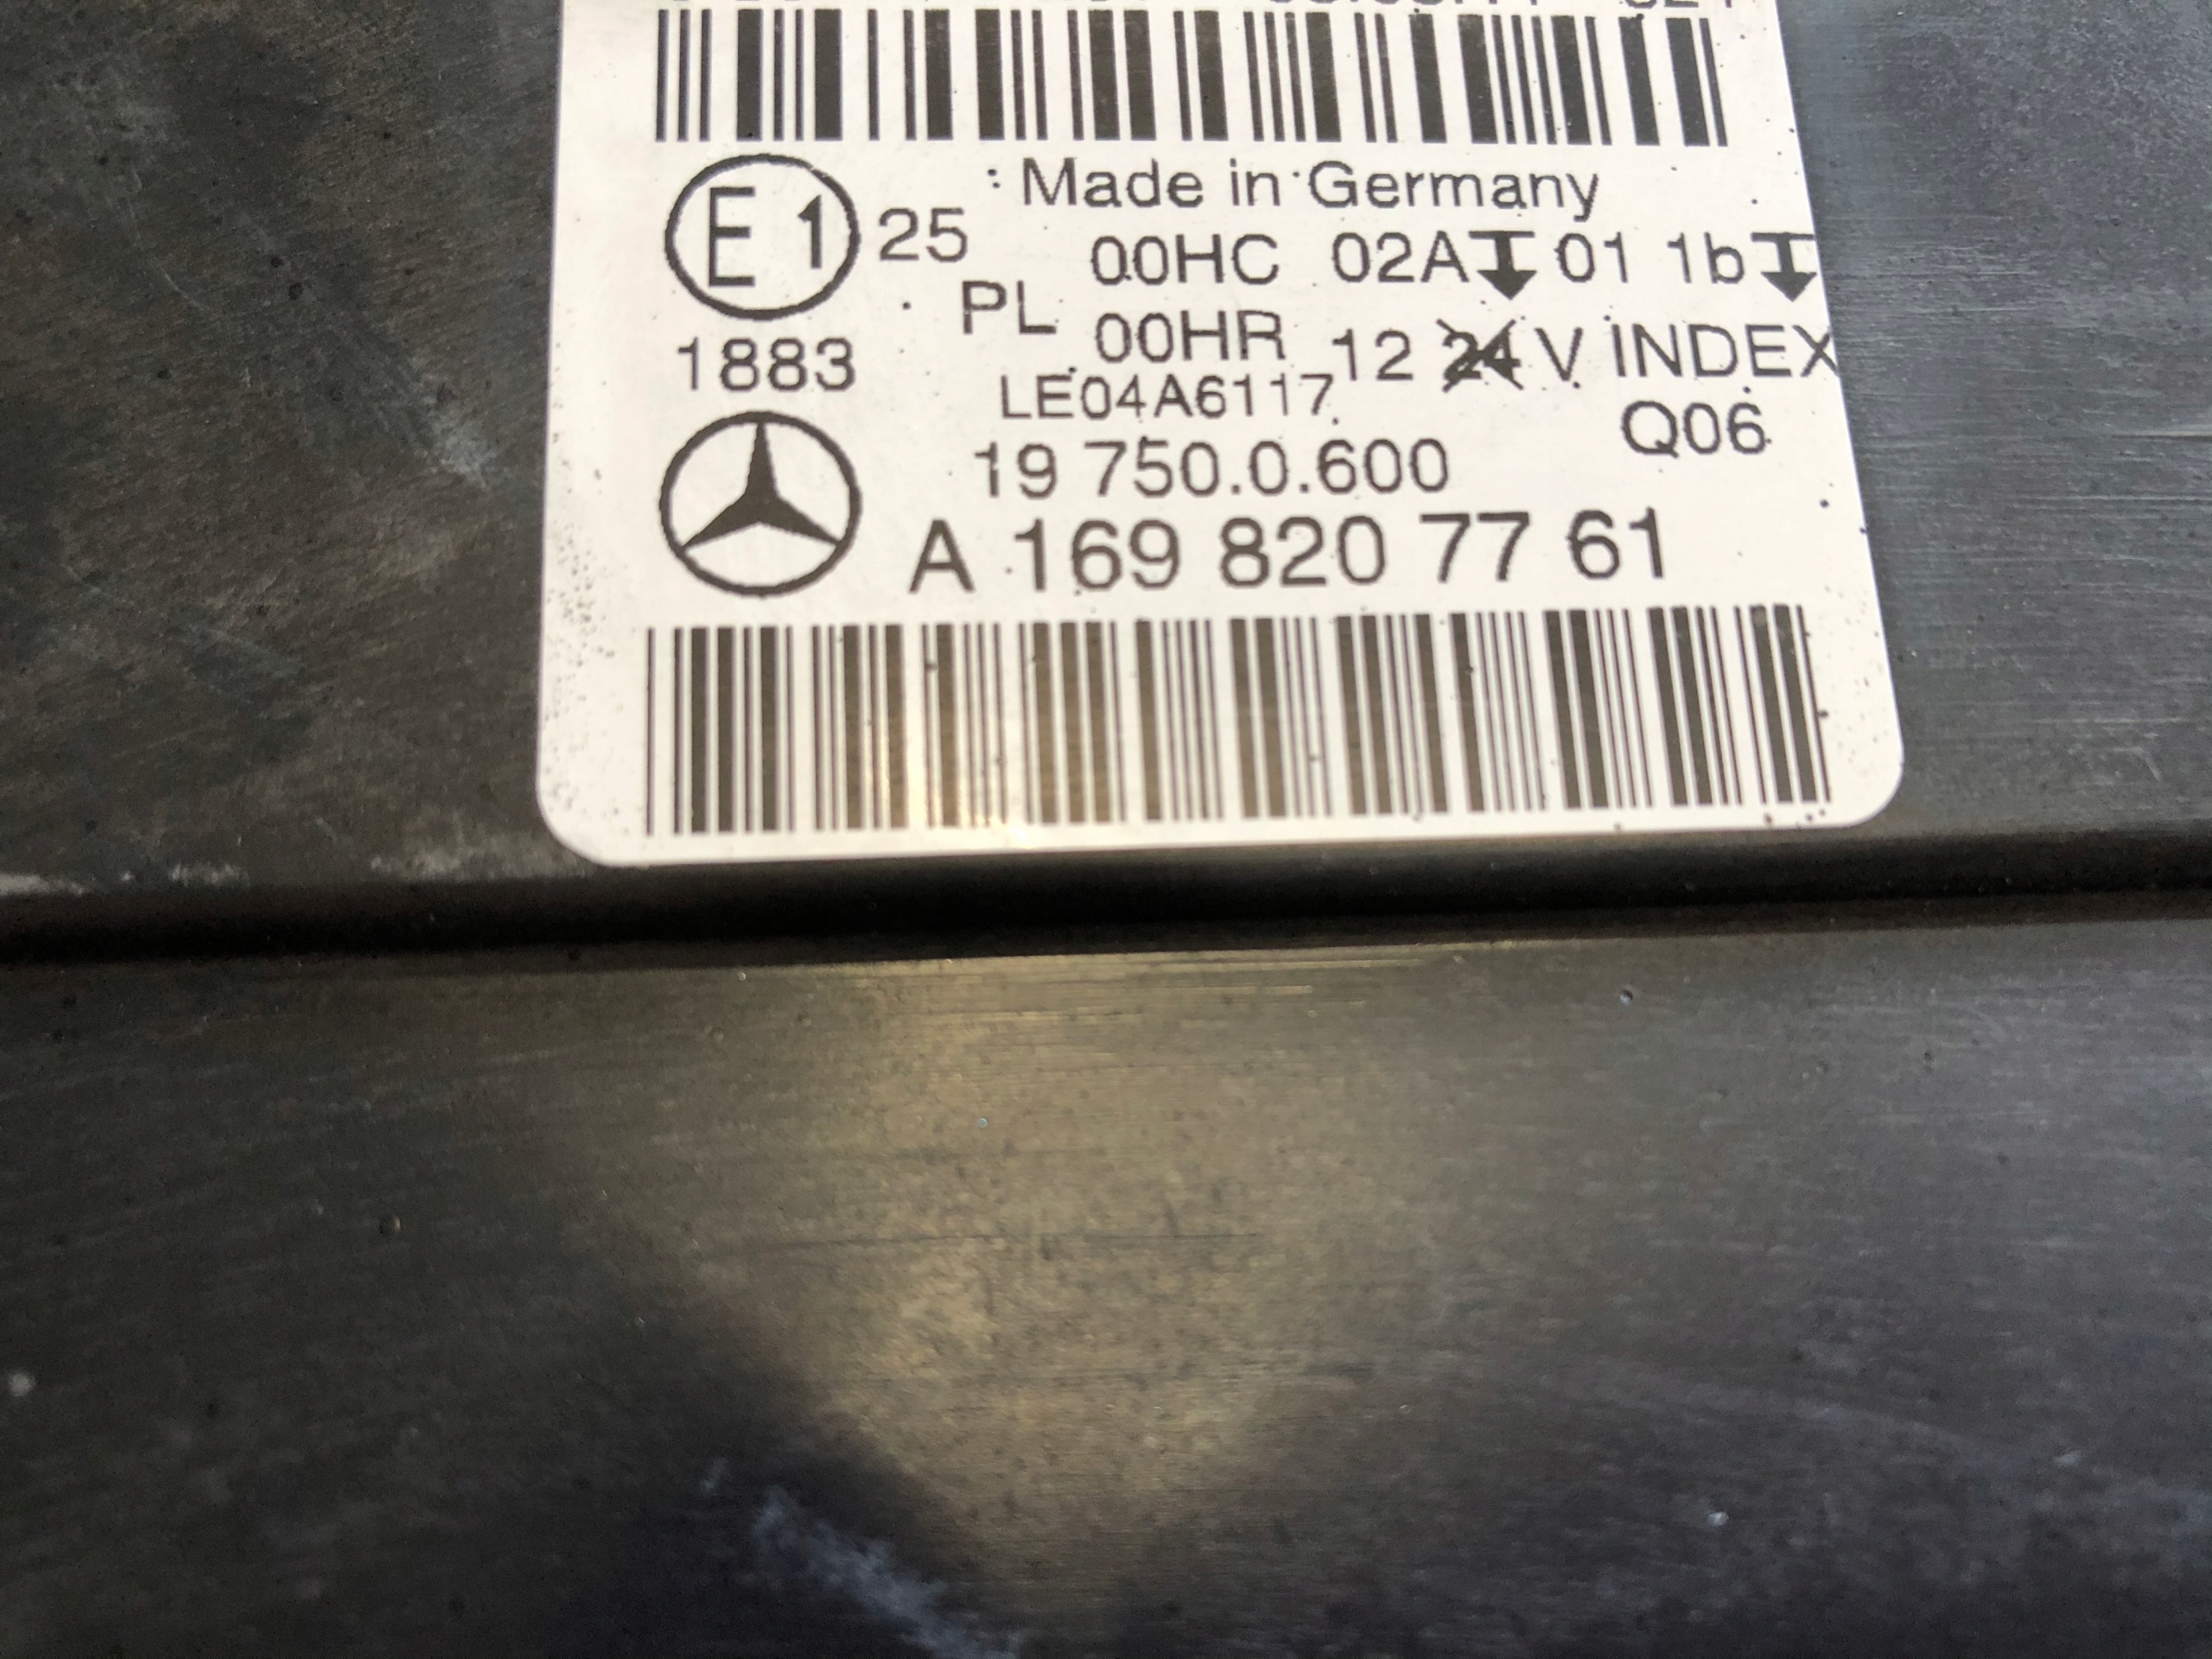 Made in Germany
E1 25 00HC 02A 01 1b
PL 00HR 12 24 V INDEX
1883 LE04A6117 Q06
19 750.0.600
A 169 820 77 61